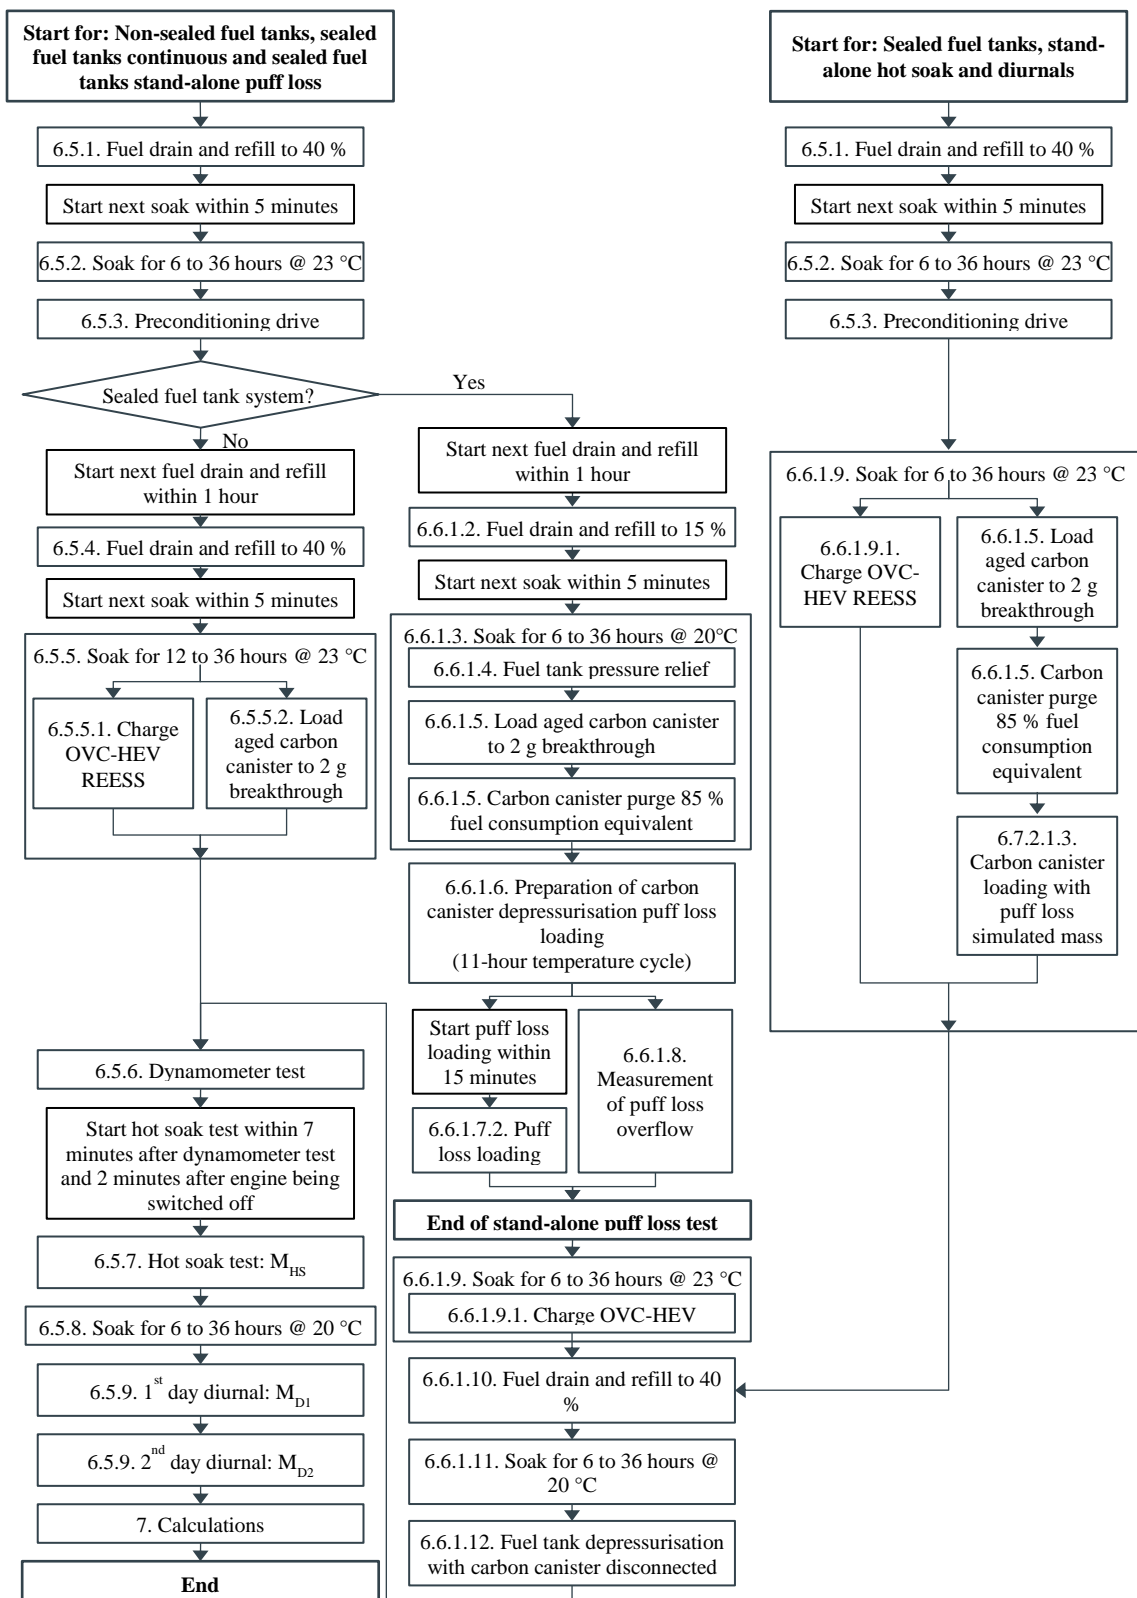 Start for: Non-sealed fuel tanks, sealed
fuel tanks continuous and sealed fuel
tanks stand-alone puff loss
6.5.1. Fuel drain and refill to 40 %
Start next soak within 5 minutes
6.5.2. Soak for 6 to 36 hours @ 23 °C
6.5.3. Preconditioning drive
Sealed fuel tank system?
Yes
No
Start next fuel drain and refill
within 1 hour
6.5.4. Fuel drain and refill to 40 %
Start next soak within 5 minutes
6.5.5. Soak for 12 to 36 hours @ 23 °C
6.5.5.1. Charge
OVC-HEV
REESS
6.5.5.2. Load
aged carbon
canister to 2 g
breakthrough
6.5.6. Dynamometer test
Start hot soak test within 7
minutes after dynamometer test
and 2 minutes after engine being
switched off
6.5.7. Hot soak test: MHS
6.5.8. Soak for 6 to 36 hours @ 20 °C
6.5.9. 1st day diurnal: MD1
6.5.9. 2nd day diurnal: MD2
7. Calculations
End
Start next fuel drain and refill
within 1 hour
6.6.1.2. Fuel drain and refill to 15 %
Start next soak within 5 minutes
6.6.1.3. Soak for 6 to 36 hours @ 20°C
6.6.1.4. Fuel tank pressure relief
6.6.1.5. Load aged carbon canister
to 2 g breakthrough
6.6.1.5. Carbon canister purge 85 %
fuel consumption equivalent
6.6.1.6. Preparation of carbon
canister depressurisation puff loss
loading
(11-hour temperature cycle)
Start puff loss
loading within
15 minutes
6.6.1.7.2. Puff
loss loading
6.6.1.8.
Measurement
of puff loss
overflow
End of stand-alone puff loss test
6.6.1.9. Soak for 6 to 36 hours @ 23 °C
6.6.1.9.1. Charge OVC-HEV
6.6.1.10. Fuel drain and refill to 40
%
6.6.1.11. Soak for 6 to 36 hours @
20 °C
6.6.1.12. Fuel tank depressurisation
with carbon canister disconnected
Start for: Sealed fuel tanks, stand-
alone hot soak and diurnals
6.5.1. Fuel drain and refill to 40 %
Start next soak within 5 minutes
6.5.2. Soak for 6 to 36 hours @ 23 °C
6.5.3. Preconditioning drive
6.6.1.9. Soak for 6 to 36 hours @ 23 °C
6.6.1.9.1.
Charge OVC-
HEV REESS
6.6.1.5. Load
aged carbon
canister to 2 g
breakthrough
6.6.1.5. Carbon
canister purge
85 % fuel
consumption
equivalent
6.7.2.1.3.
Carbon canister
loading with
puff loss
simulated mass